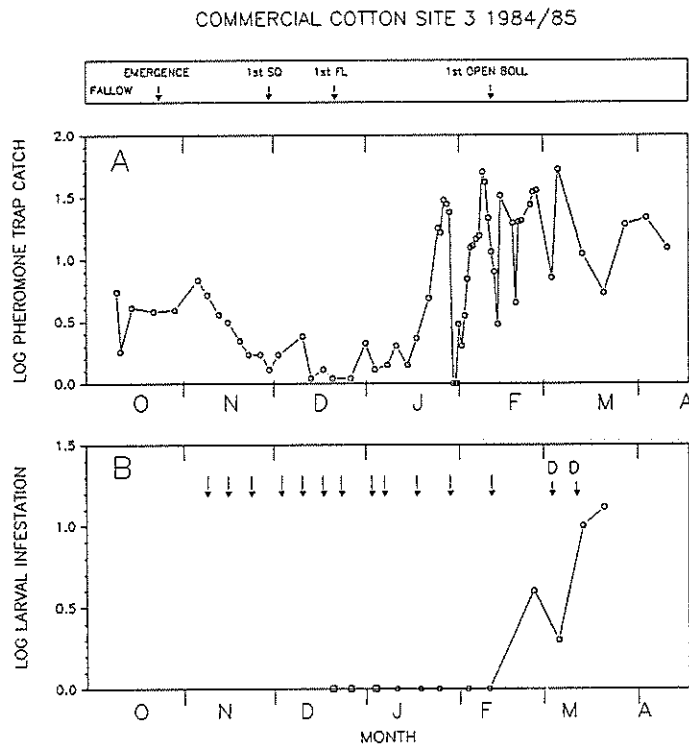 COMMERCIAL COTTON SITE 3 1984/85
EMERGENCE 1st SQ 1st FL 1st OPEN BOLL
FALLOW
A
LOG PHEROMONE TRAP CATCH
2.0
1.5
1.0
0.5
0.0
O N D J F M A
B
D D
LOG LARVAL INFESTATION
1.5
1.0
0.5
0.0
O N D J F M A
MONTH